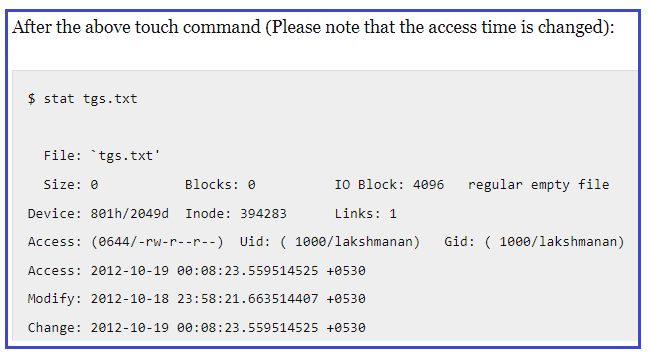 After the above touch command (Please note that the access time is changed):
$ stat tgs.txt
File: `tgs.txt'
Size: 0 Blocks: 0 IO Block: 4096 regular empty file
Device: 801h/2049d Inode: 394283 Links: 1
Access: (0644/-rw-r--r--) Uid: ( 1000/lakshmanan) Gid: ( 1000/lakshmanan)
Access: 2012-10-19 00:08:23.559514525 +0530
Modify: 2012-10-18 23:58:21.663514407 +0530
Change: 2012-10-19 00:08:23.559514525 +0530